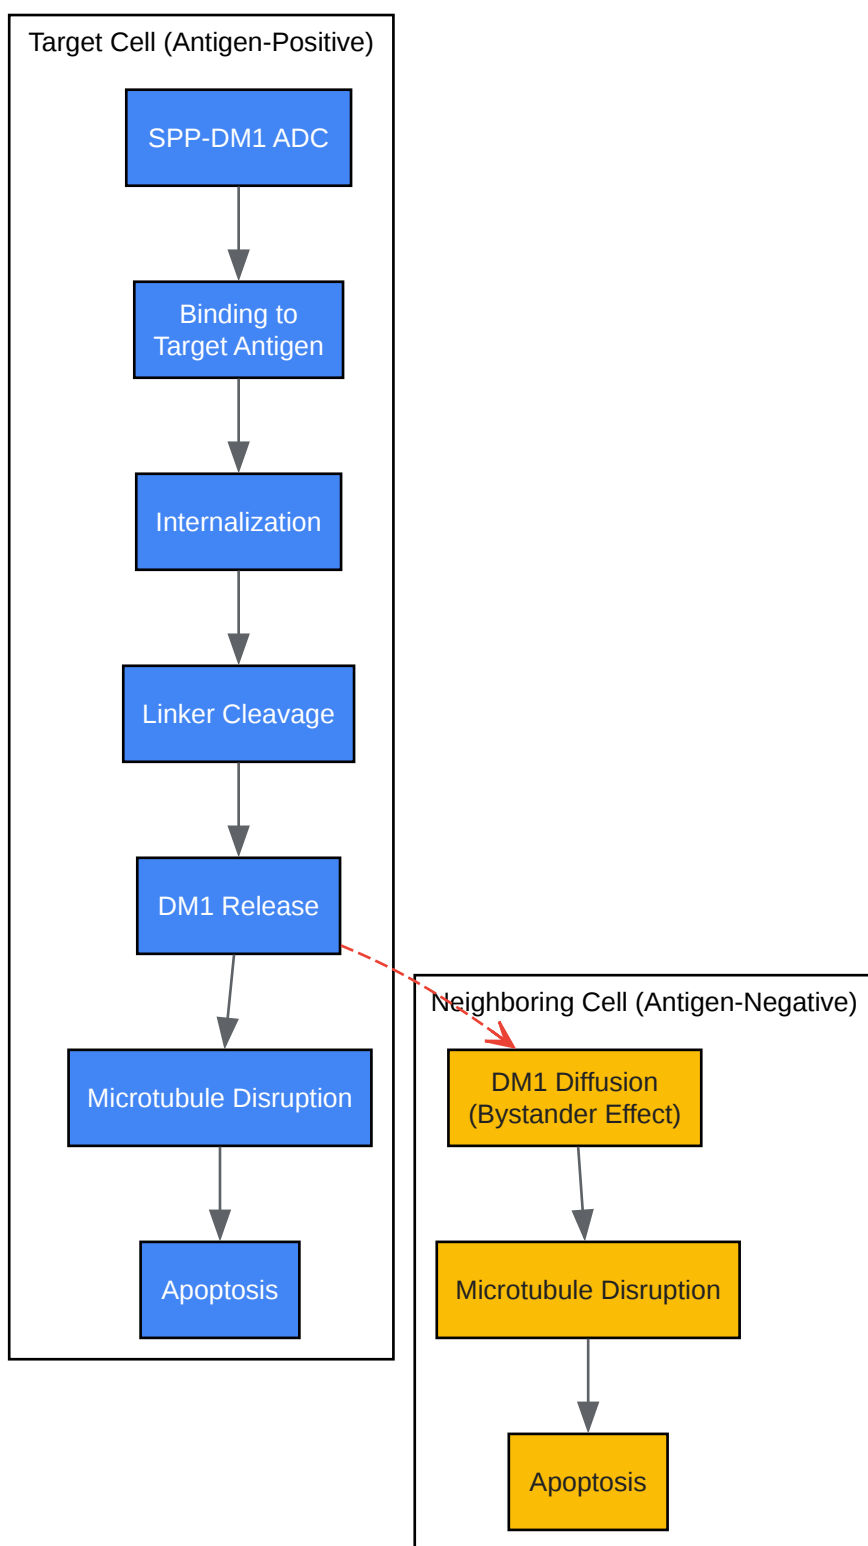 Target Cell (Antigen-Positive)
SPP-DM1 ADC
Binding to
Target Antigen
Internalization
Linker Cleavage
DM1 Release
Microtubule Disruption
Apoptosis
Neighboring Cell (Antigen-Negative)
DM1 Diffusion
(Bystander Effect)
Microtubule Disruption
Apoptosis